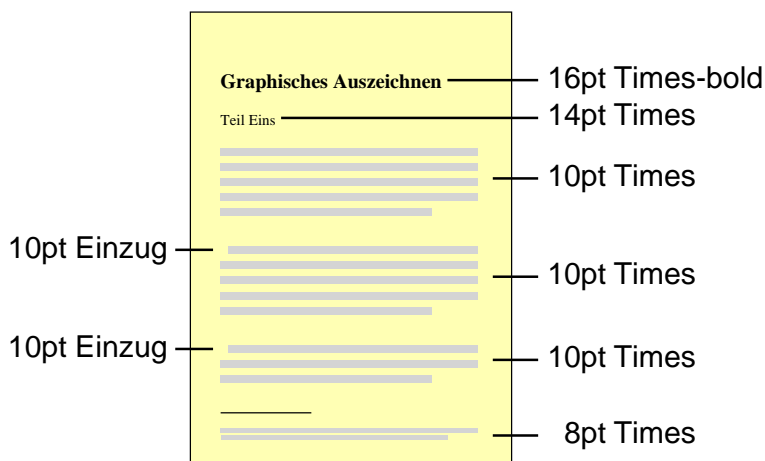 Graphisches Auszeichnen 16pt Times-bold
Teil Eins 14pt Times
10pt Times
10pt Einzug
10pt Times
10pt Einzug
10pt Times
8pt Times